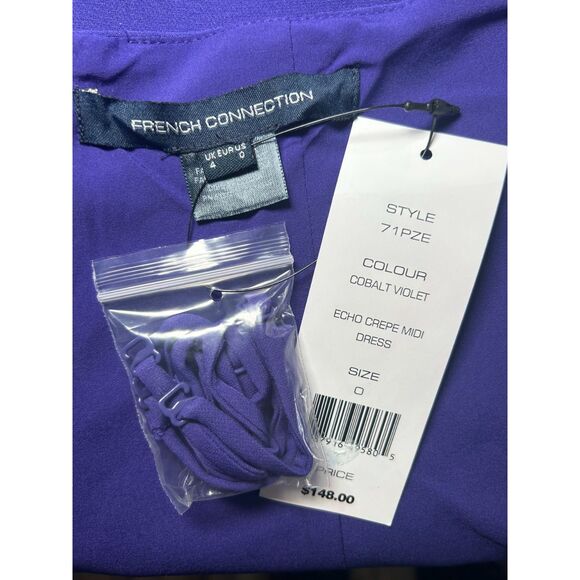 FRENCH CONNECTION
UK EUR US
4 0
STYLE
71PZE
COLOUR
COBALT VIOLET
ECHO CREPE MIDI
DRESS
SIZE
0
PRICE
$148.00